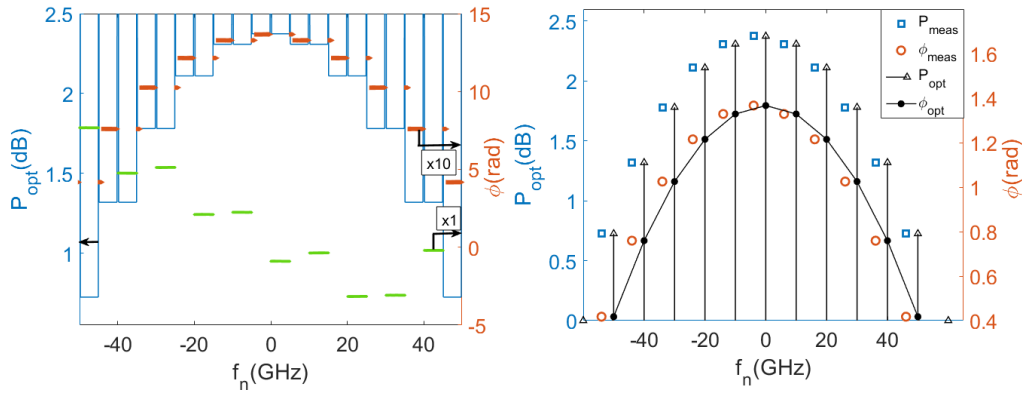 2.5
2
1.5
1
P_opt(dB)
15
10
5
0
-5
ϕ(rad)
x10
x1
-40
-20
0
20
40
f_n(GHz)
2.5
2
1.5
1
0.5
0
P_opt(dB)
P_meas
ϕ_meas
P_opt
ϕ_opt
1.6
1.4
1.2
1
0.8
0.6
0.4
ϕ(rad)
-40
-20
0
20
40
f_n(GHz)